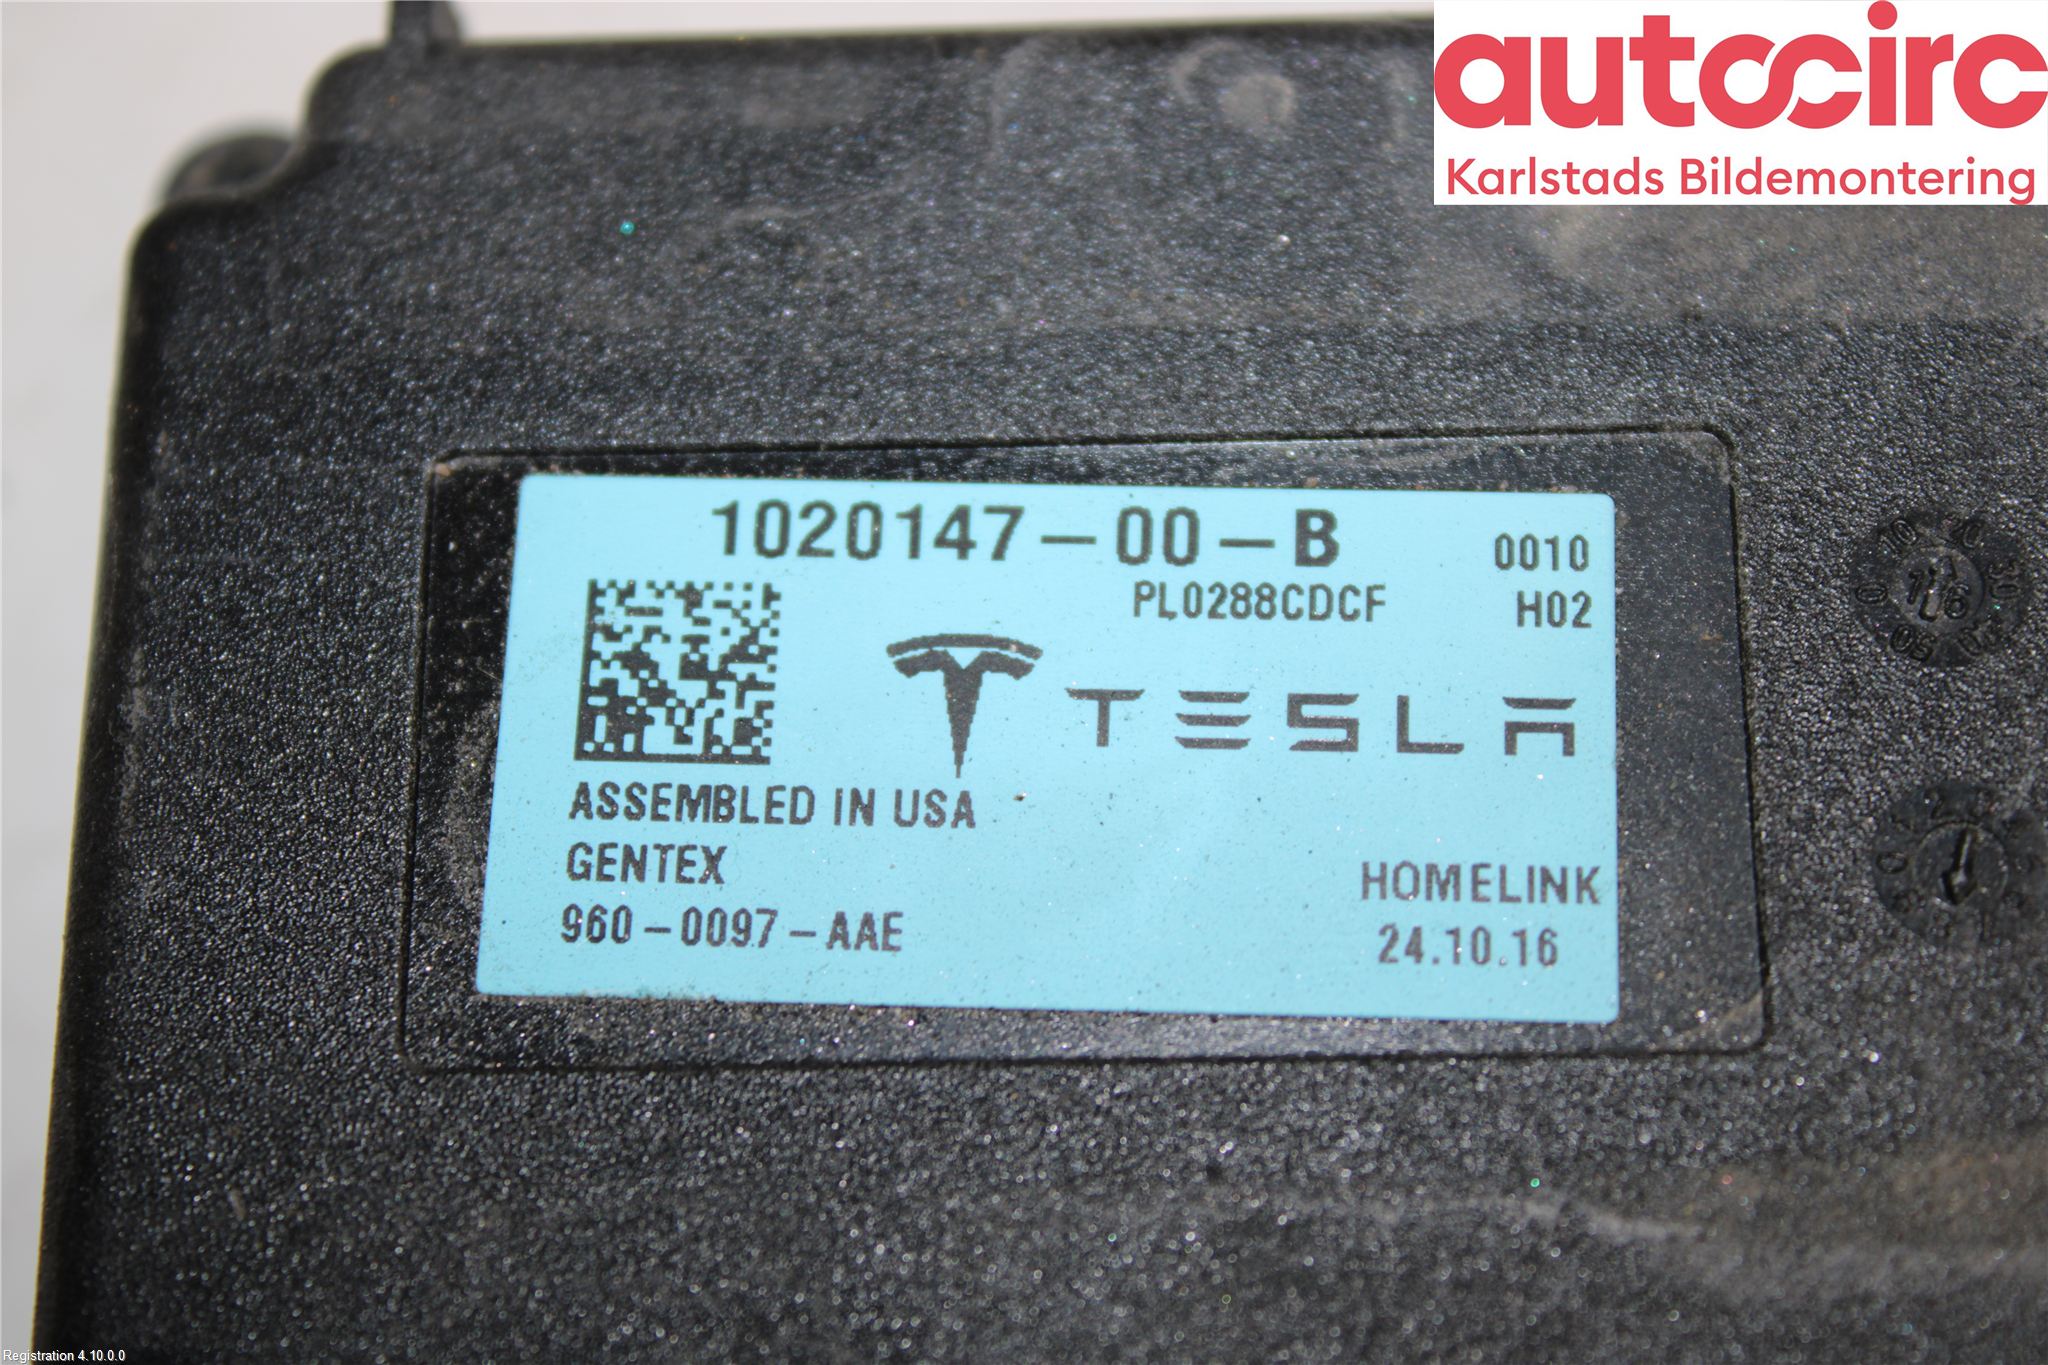 autocirc
Karlstads Bildemontering
1020147-00-B
0010
PL0288CDCF
H02
TESLA
ASSEMBLED IN USA
GENTEX
HOMELINK
960-0097-AAE
24.10.16
Registration 4.10.0.0